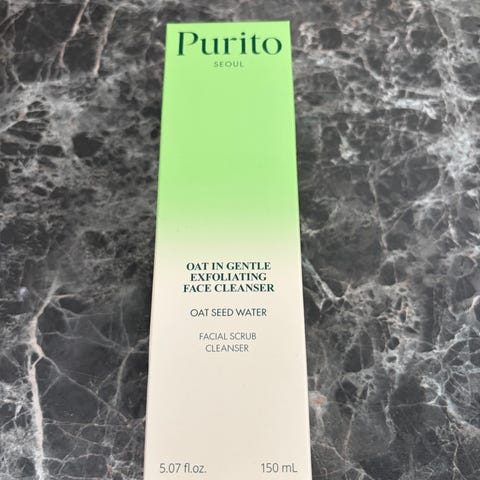 Purito
SEOUL
OAT IN GENTLE
EXFOLIATING
FACE CLEANSER
OAT SEED WATER
FACIAL SCRUB
CLEANSER
5.07 fl.oz. 150 mL